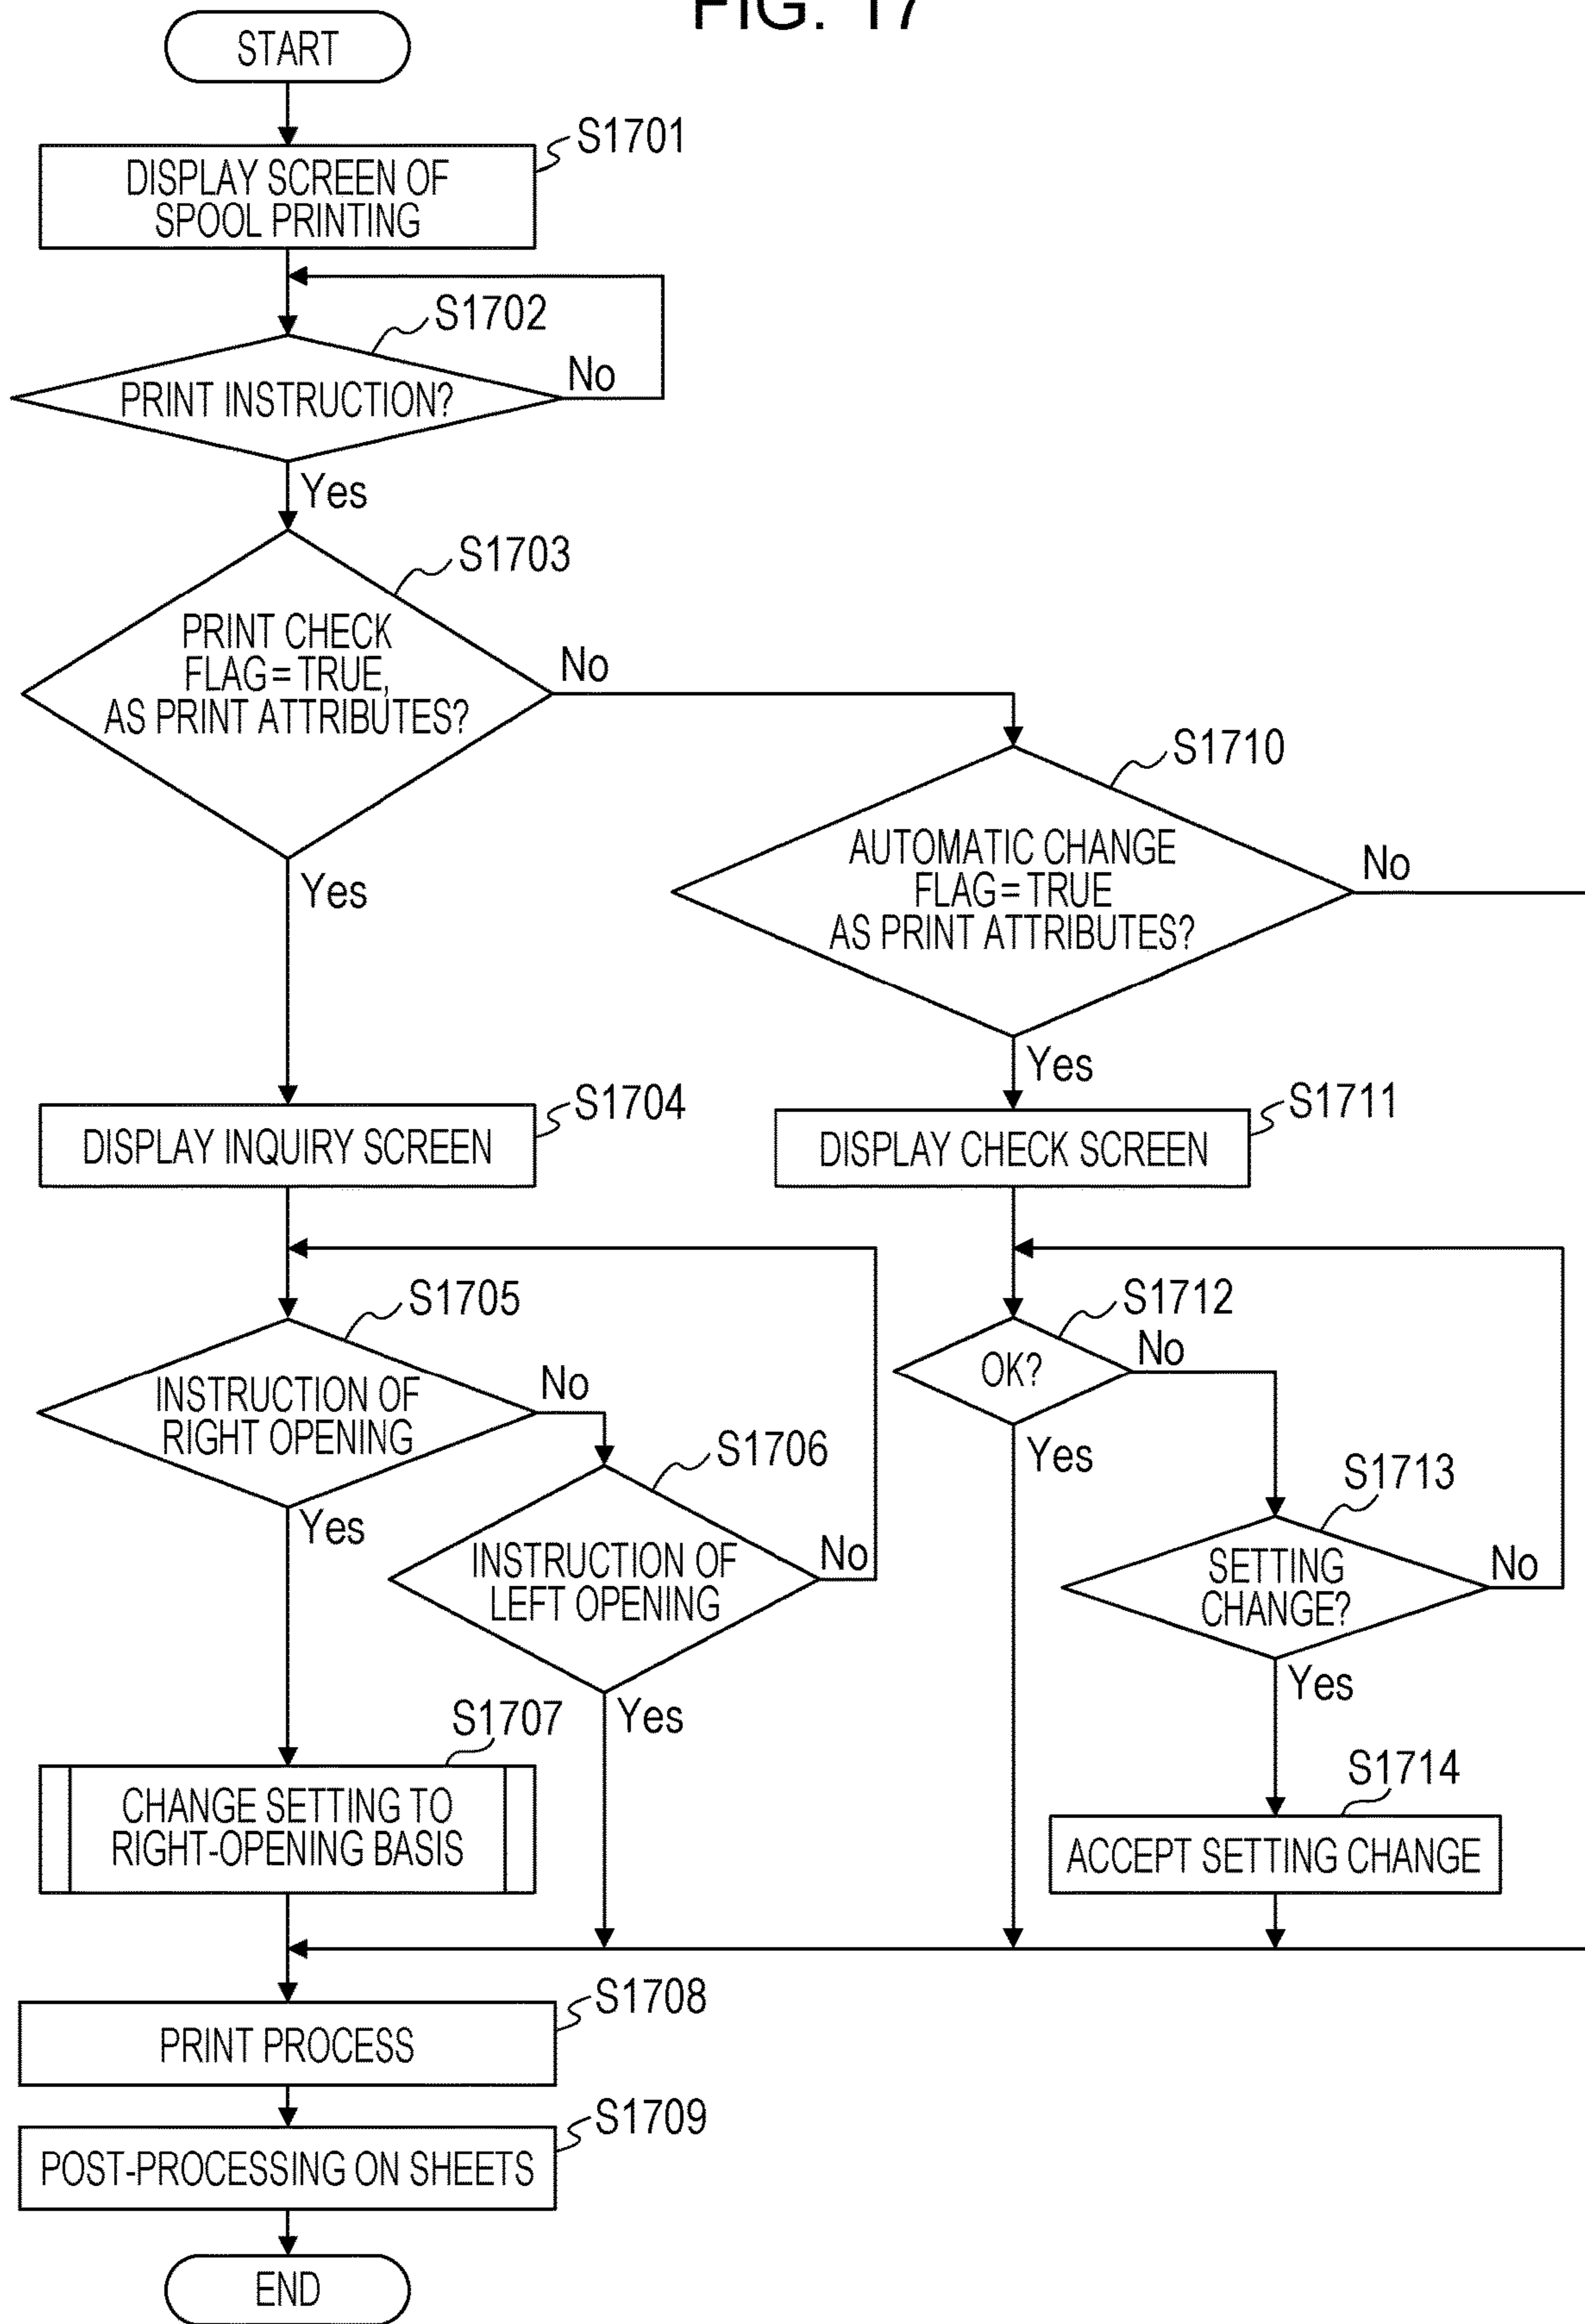 FIG. 17
START
S1701
DISPLAY SCREEN OF
SPOOL PRINTING
S1702
PRINT INSTRUCTION?
No
Yes
S1703
PRINT CHECK
FLAG=TRUE,
AS PRINT ATTRIBUTES?
No
Yes
S1710
AUTOMATIC CHANGE
FLAG=TRUE
AS PRINT ATTRIBUTES?
No
Yes
S1704
DISPLAY INQUIRY SCREEN
S1711
DISPLAY CHECK SCREEN
S1705
INSTRUCTION OF
RIGHT OPENING
No
Yes
S1706
INSTRUCTION OF
LEFT OPENING
No
Yes
S1712
OK?
No
Yes
S1713
SETTING
CHANGE?
No
Yes
S1707
CHANGE SETTING TO
RIGHT-OPENING BASIS
S1714
ACCEPT SETTING CHANGE
S1708
PRINT PROCESS
S1709
POST-PROCESSING ON SHEETS
END